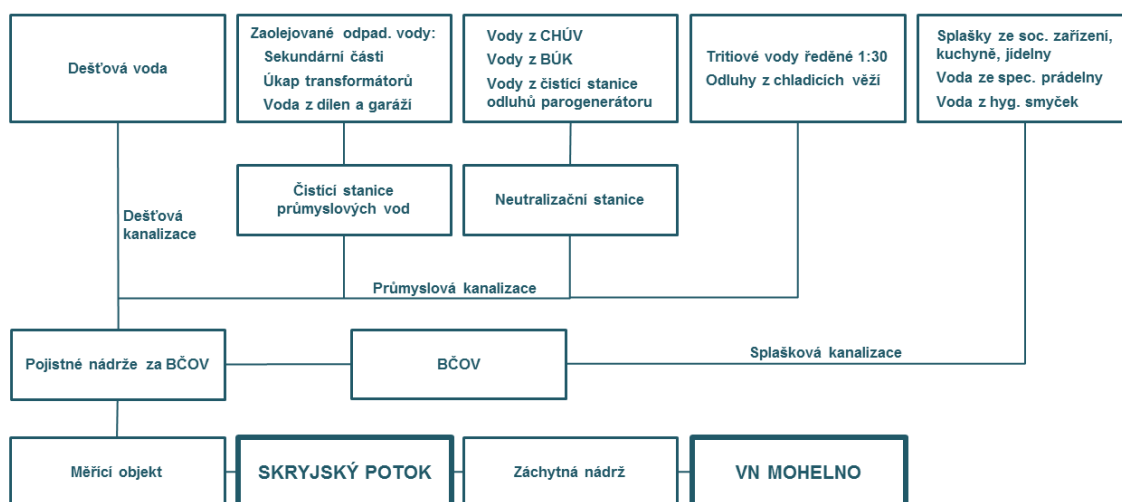 Dešťová voda
Zaolejované odpad. vody:
Sekundární části
Úkap transformátorů
Voda z dílen a garáží
Vody z CHÚV
Vody z BÚK
Vody z čistící stanice
odluhů parogenerátoru
Tritiové vody ředěné 1:30
Odluhy z chladicích věží
Splašky ze soc. zařízení,
kuchyně, jídelny
Voda ze spec. prádelny
Voda z hyg. smyček
Čisticí stanice
průmyslových vod
Neutralizační stanice
Dešťová
kanalizace
Průmyslová kanalizace
Pojistné nádrže za BČOV
BČOV
Splašková kanalizace
Měřicí objekt
SKRYJSKÝ POTOK
Záchytná nádrž
VN MOHELNO